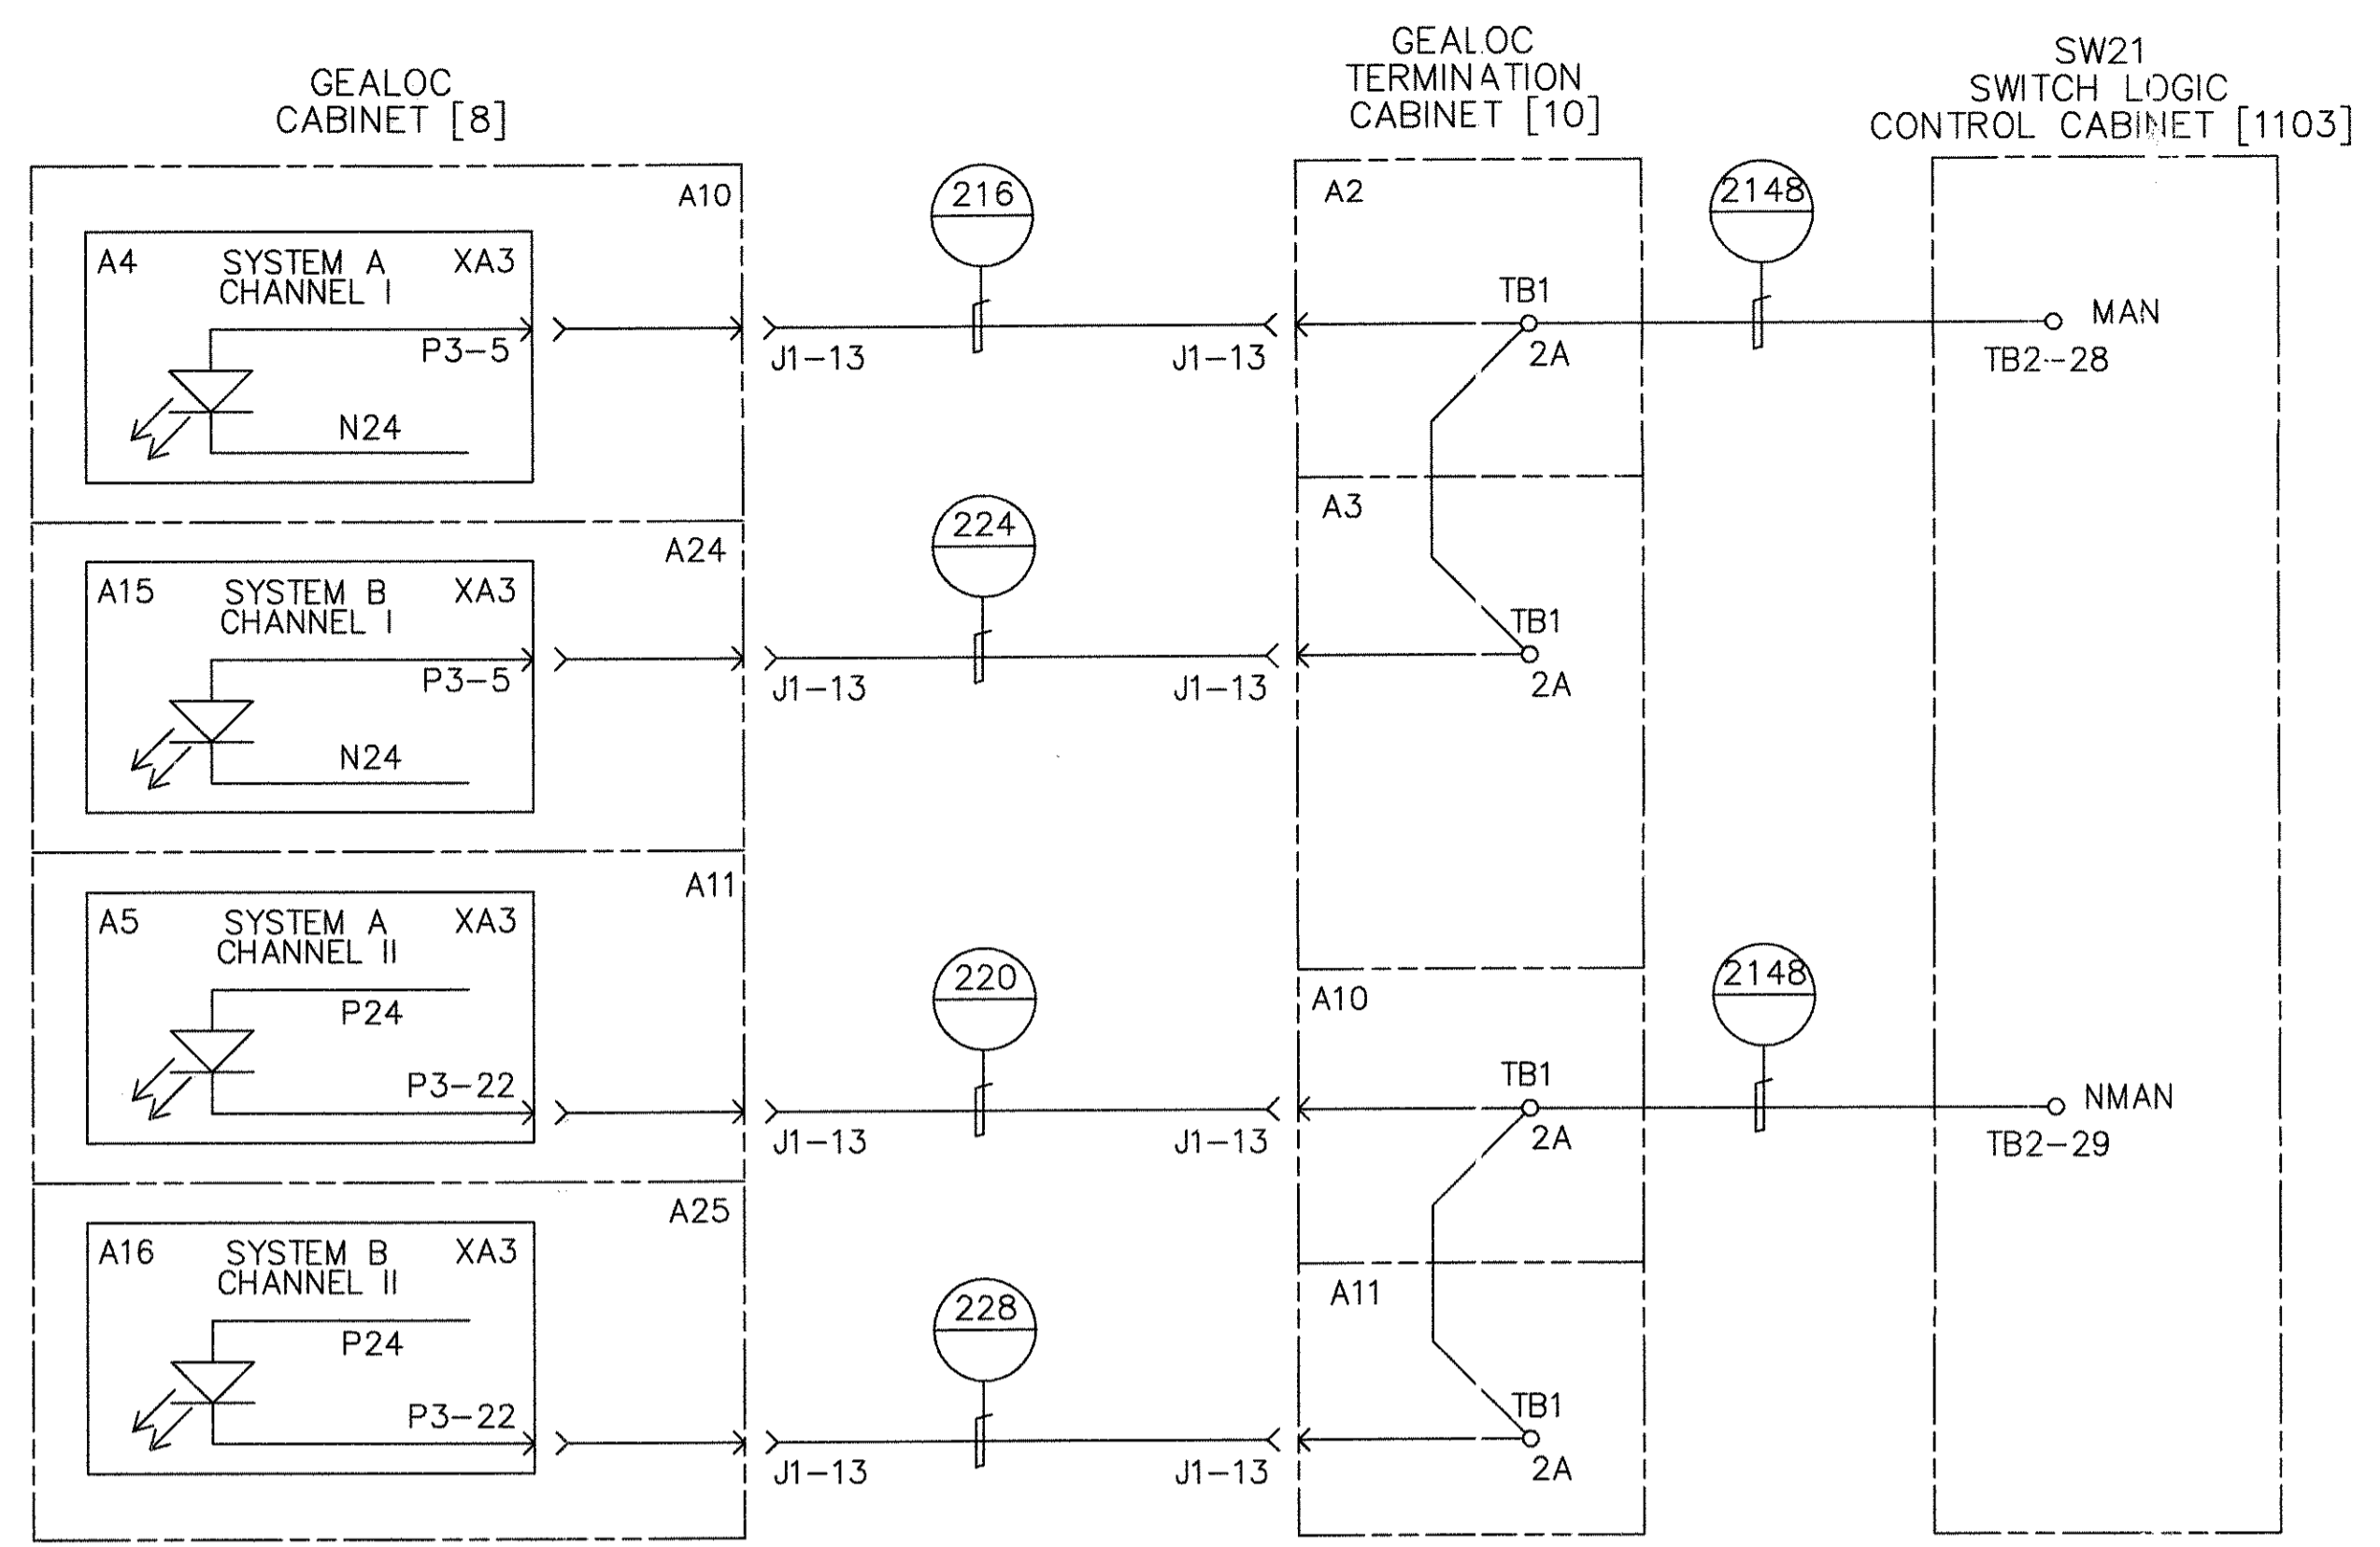 GEALOC
CABINET [8]
GEALOC
TERMINATION
CABINET [10]
SW21
SWITCH LOGIC
CONTROL CABINET [1103]
A10
A4
SYSTEM A
CHANNEL I
XA3
P3-5
N24
216
J1-13
J1-13
A2
TB1
2A
2148
MAN
TB2-28
A24
A15
SYSTEM B
CHANNEL I
XA3
P3-5
N24
224
J1-13
J1-13
A3
TB1
2A
A11
A5
SYSTEM A
CHANNEL II
XA3
P24
P3-22
220
J1-13
J1-13
A10
TB1
2A
2148
NMAN
TB2-29
A25
A16
SYSTEM B
CHANNEL II
XA3
P24
P3-22
228
J1-13
J1-13
A11
TB1
2A